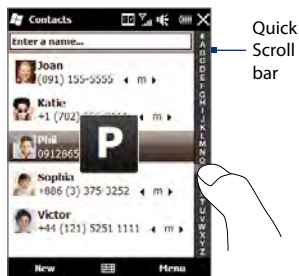 Contacts
Enter a name...
Joan
(091) 155-5555 m
Katie
+1 (702)
m
P
Phil
0912865
Sophia
+886 (3) 375-3252 m
Victor
+44 (121) 5251 1111 m
New
Menu
#
A
B
C
D
E
F
G
H
I
J
K
L
M
N
O
T
U
V
W
X
Y
Z
Quick
Scroll
bar